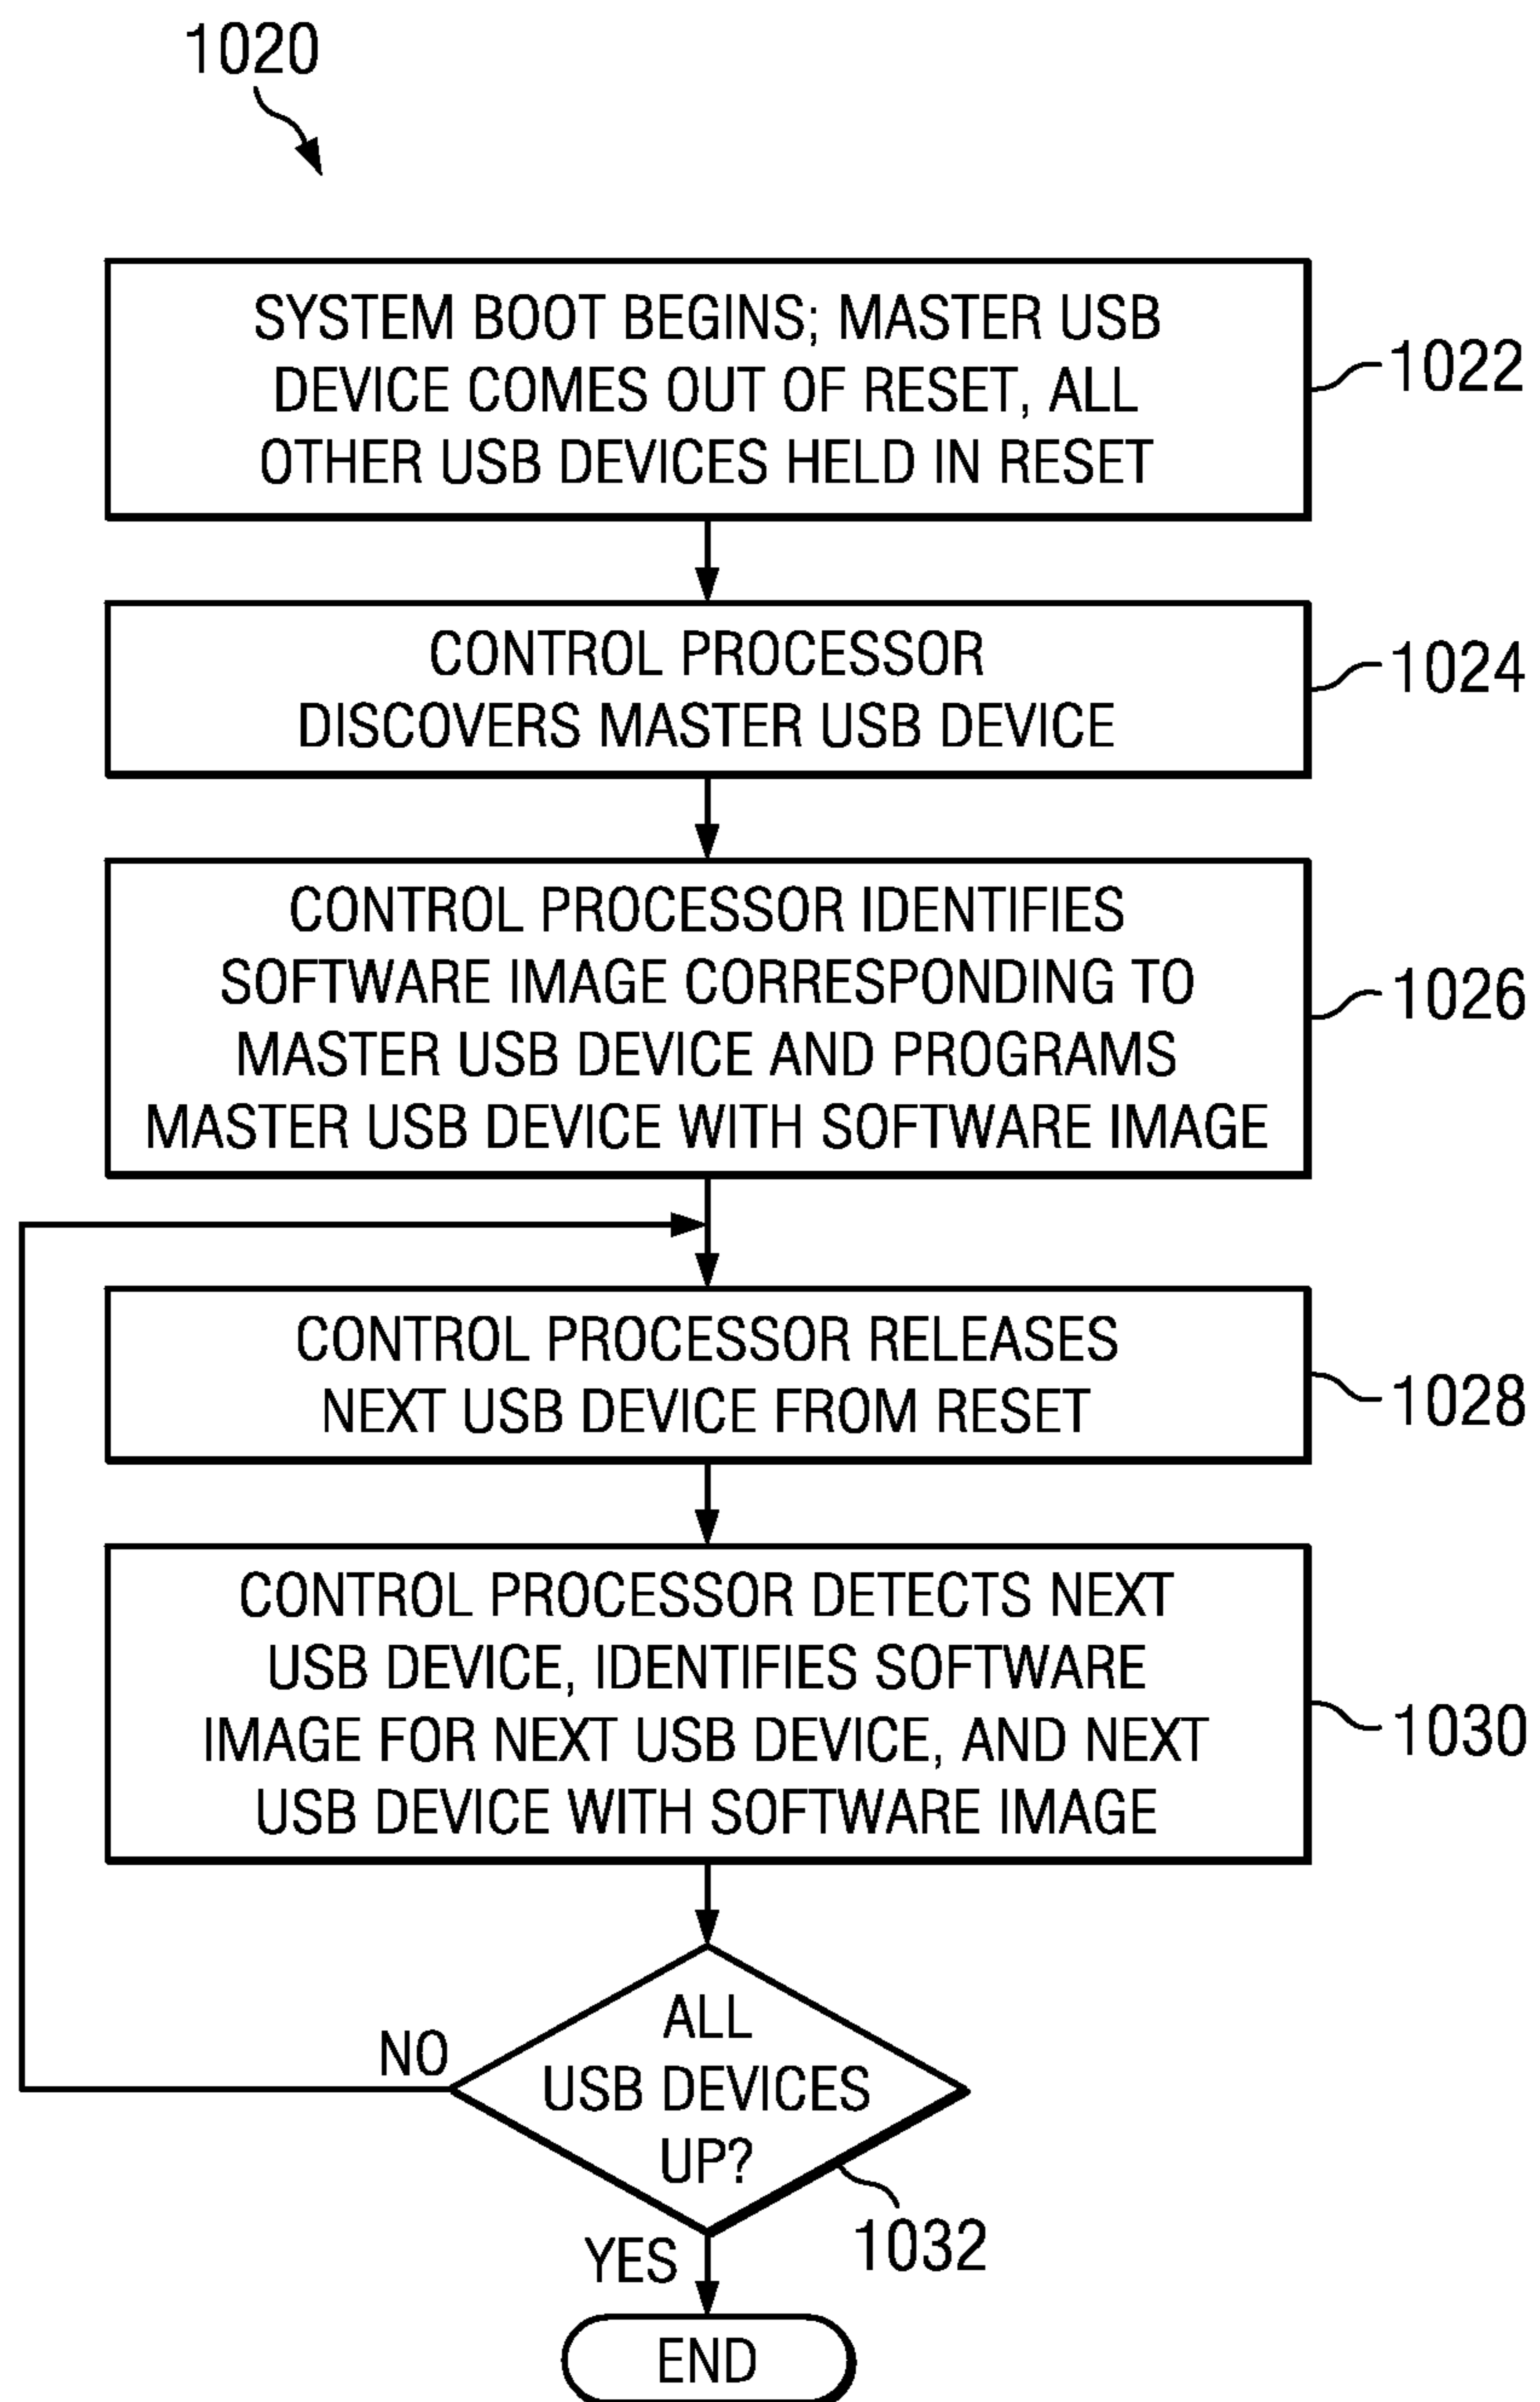 1020
SYSTEM BOOT BEGINS; MASTER USB
DEVICE COMES OUT OF RESET, ALL
OTHER USB DEVICES HELD IN RESET
1022
CONTROL PROCESSOR
DISCOVERS MASTER USB DEVICE
1024
CONTROL PROCESSOR IDENTIFIES
SOFTWARE IMAGE CORRESPONDING TO
MASTER USB DEVICE AND PROGRAMS
MASTER USB DEVICE WITH SOFTWARE IMAGE
1026
CONTROL PROCESSOR RELEASES
NEXT USB DEVICE FROM RESET
1028
CONTROL PROCESSOR DETECTS NEXT
USB DEVICE, IDENTIFIES SOFTWARE
IMAGE FOR NEXT USB DEVICE, AND NEXT
USB DEVICE WITH SOFTWARE IMAGE
1030
ALL
USB DEVICES
UP?
NO
1032
YES
END